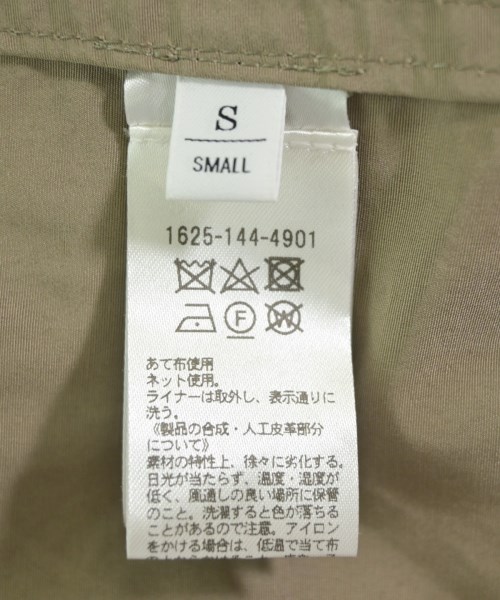 S
SMALL
1625-144-4901
F
W
あて布使用
ネット使用。
ライナーは取外し、表示通りに
洗う。
《製品の合成・人工皮革部分
について》
素材の特性上、徐々に劣化する。
日光が当たらず、温度・湿度が
低く、風通しの良い場所に保管
のこと。洗濯すると色が落ちる
ことがあるので注意。アイロン
をかける場合は、低温で当て布